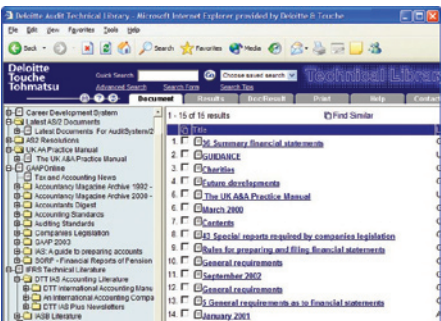 Deloitte Audit Technical Library - Microsoft Internet Explorer provided by Deloitte & Touche
File Edit View Favorites Tools Help
Back Search Favorites Media
Deloitte
Touche
Tohmatsu
Quick Search: Go Choose saved search
Advanced Search Search Form Search Tips
Technical Librar
Document Results Doc/Result Print Help Contact
Career Development System
Latest AS/2 Documents
Latest Documents For AuditSystem/2
AS2 Resolutions
UK AA Practice Manual
The UK A&A Practice Manual
GAAPOnline
Tax and Accounting News
Accountancy Magazine Archive 1992 -
Accountancy Magazine Archive 2000 -
Accountants Digest
Accounting Standards
Auditing Standards
Companies Legislation
GAAP 2003
IAS: A guide to preparing accounts
SORP - Financial Reports of Pension
IFRS Technical Literature
DTT IAS Accounting Literature
DTT International Accounting Manu
An International Accounting Compa
DTT IAS Plus Newsletters
IASB Literature
1 - 15 of 15 results Find Similar
Title
1. 36 Summary financial statements
2. GUIDANCE
3. Charities
4. Future developments
5. The UK A&A Practice Manual
6. March 2000
7. Contents
8. 43 Special reports required by companies legislation
9. Rules for preparing and filing financial statements
10. General requirements
11. September 2002
12. General requirements
13. 5 General requirements as to financial statements
14. January 2001